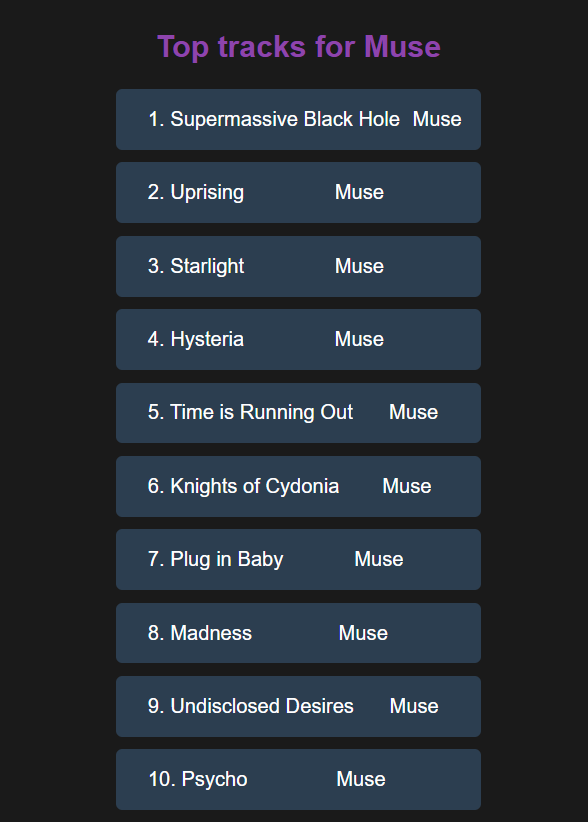 Top tracks for Muse
1. Supermassive Black Hole Muse
2. Uprising Muse
3. Starlight Muse
4. Hysteria Muse
5. Time is Running Out Muse
6. Knights of Cydonia Muse
7. Plug in Baby Muse
8. Madness Muse
9. Undisclosed Desires Muse
10. Psycho Muse